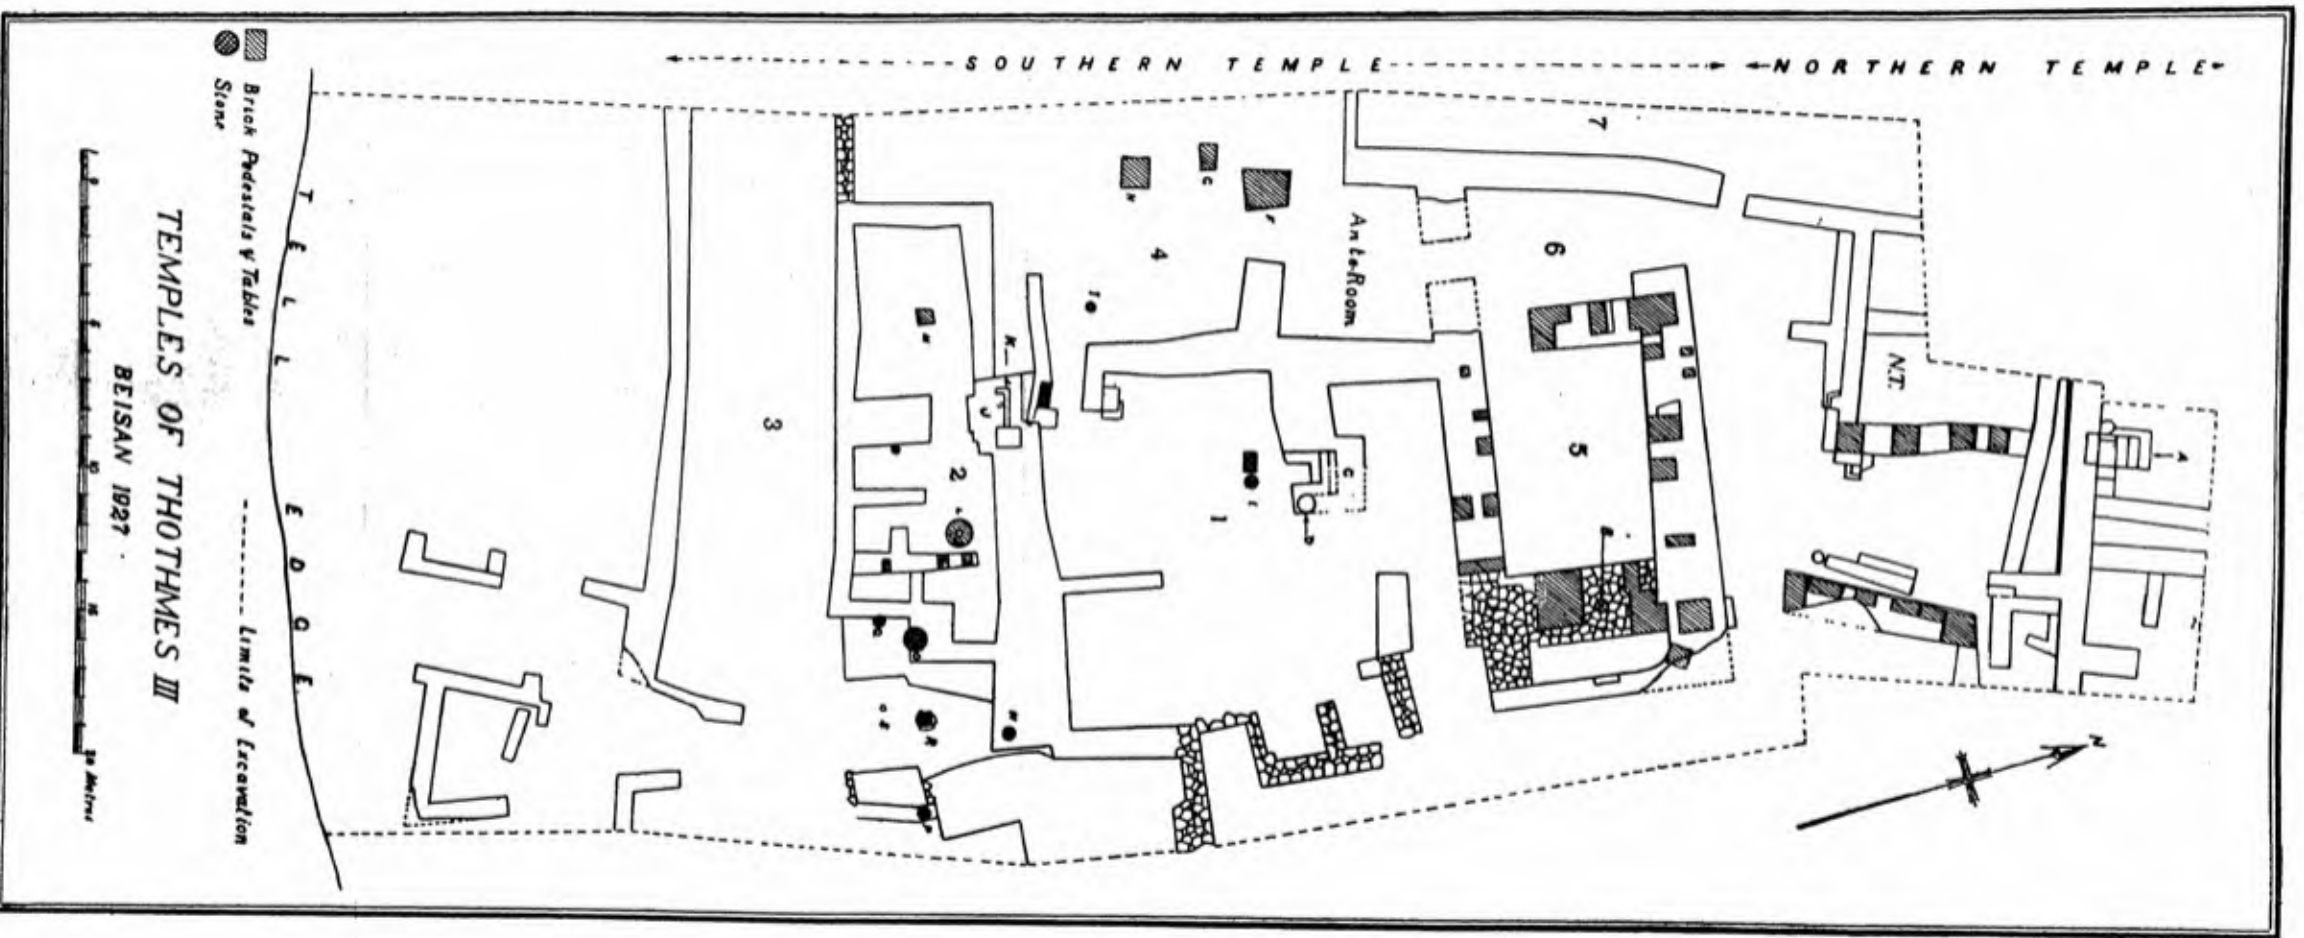 SOUTHERN TEMPLE
NORTHERN TEMPLE
Brick Pedestals & Tables
Stone
Limits of Excavation
TEMPLES OF THOTHMES III
BEISAN 1927
20 Metres
TELL EDGE
Ante-Room
N.T.
1
2
3
4
5
6
7
A
C
D
G
J
N